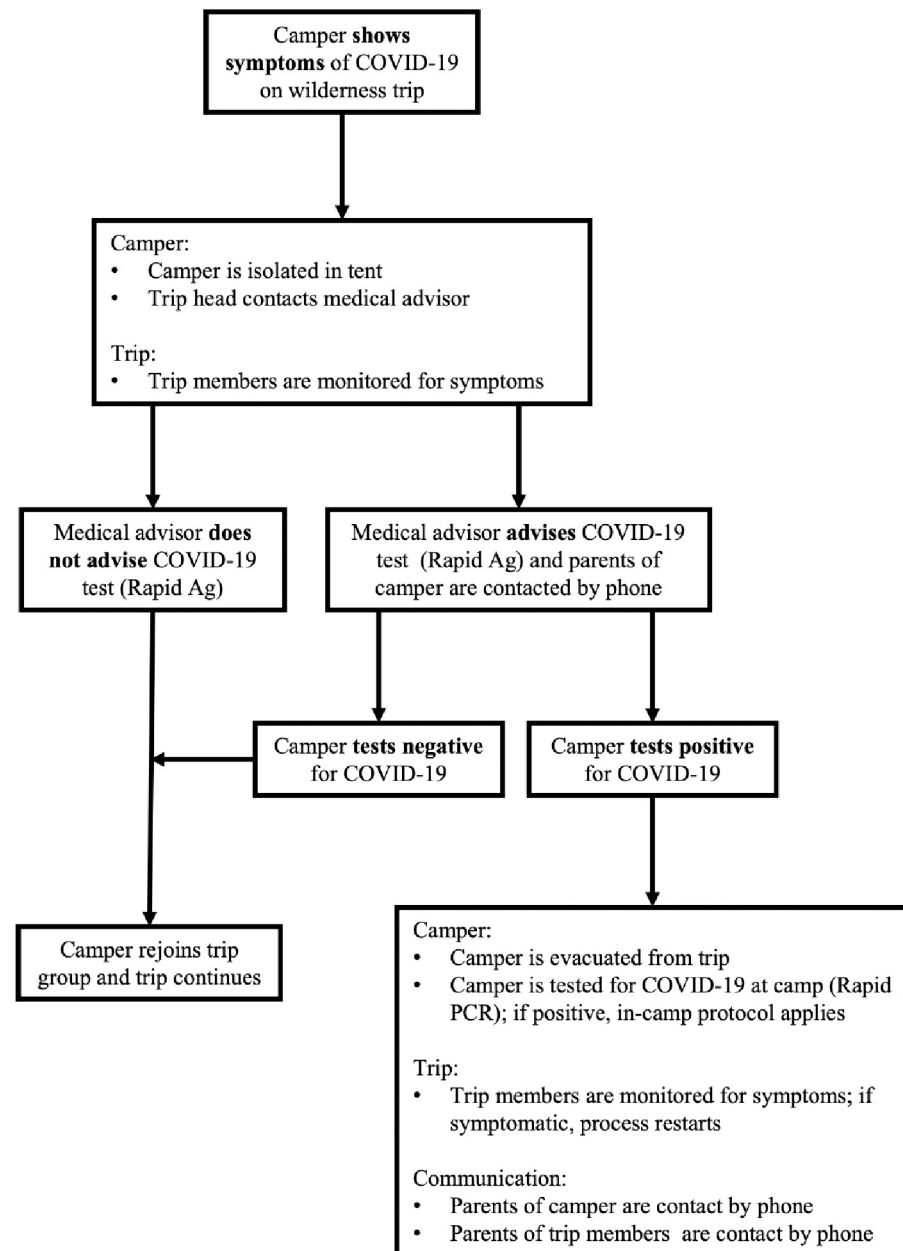 Camper shows
symptoms of COVID-19
on wilderness trip
Camper:
• Camper is isolated in tent
• Trip head contacts medical advisor
Trip:
• Trip members are monitored for symptoms
Medical advisor does
not advise COVID-19
test (Rapid Ag)
Medical advisor advises COVID-19
test (Rapid Ag) and parents of
camper are contacted by phone
Camper tests negative
for COVID-19
Camper tests positive
for COVID-19
Camper rejoins trip
group and trip continues
Camper:
• Camper is evacuated from trip
• Camper is tested for COVID-19 at camp (Rapid
PCR); if positive, in-camp protocol applies
Trip:
• Trip members are monitored for symptoms; if
symptomatic, process restarts
Communication:
• Parents of camper are contact by phone
• Parents of trip members are contact by phone